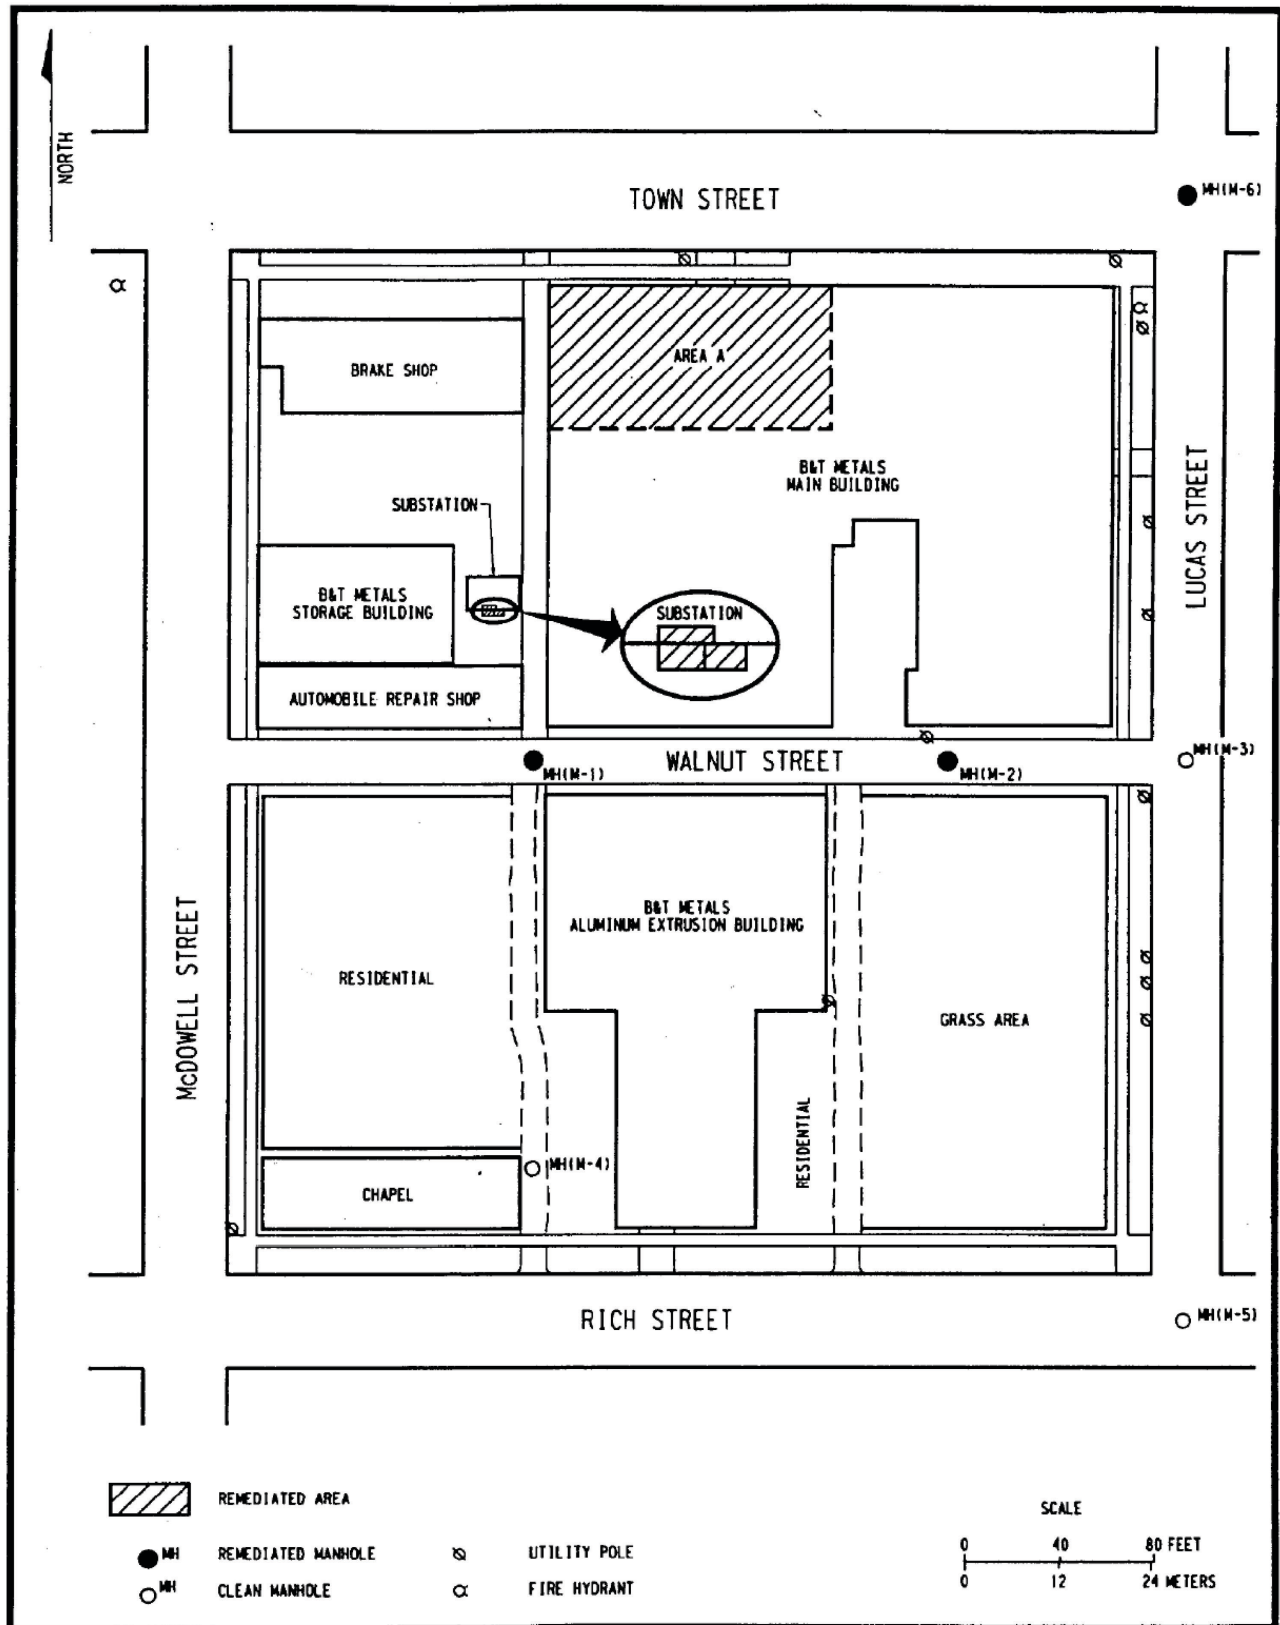 NORTH
TOWN STREET
MH(M-6)
AREA A
BRAKE SHOP
B&T METALS
MAIN BUILDING
SUBSTATION
LUCAS STREET
B&T METALS
STORAGE BUILDING
SUBSTATION
AUTOMOBILE REPAIR SHOP
WALNUT STREET
MH(M-3)
MH(M-1)
MH(M-2)
B&T METALS
ALUMINUM EXTRUSION BUILDING
McDOWELL STREET
RESIDENTIAL
GRASS AREA
RESIDENTIAL
MH(M-4)
CHAPEL
RICH STREET
MH(M-5)
REMEDIATED AREA
SCALE
MH REMEDIATED MANHOLE
UTILITY POLE
0 40 80 FEET
MH CLEAN MANHOLE
FIRE HYDRANT
0 12 24 METERS